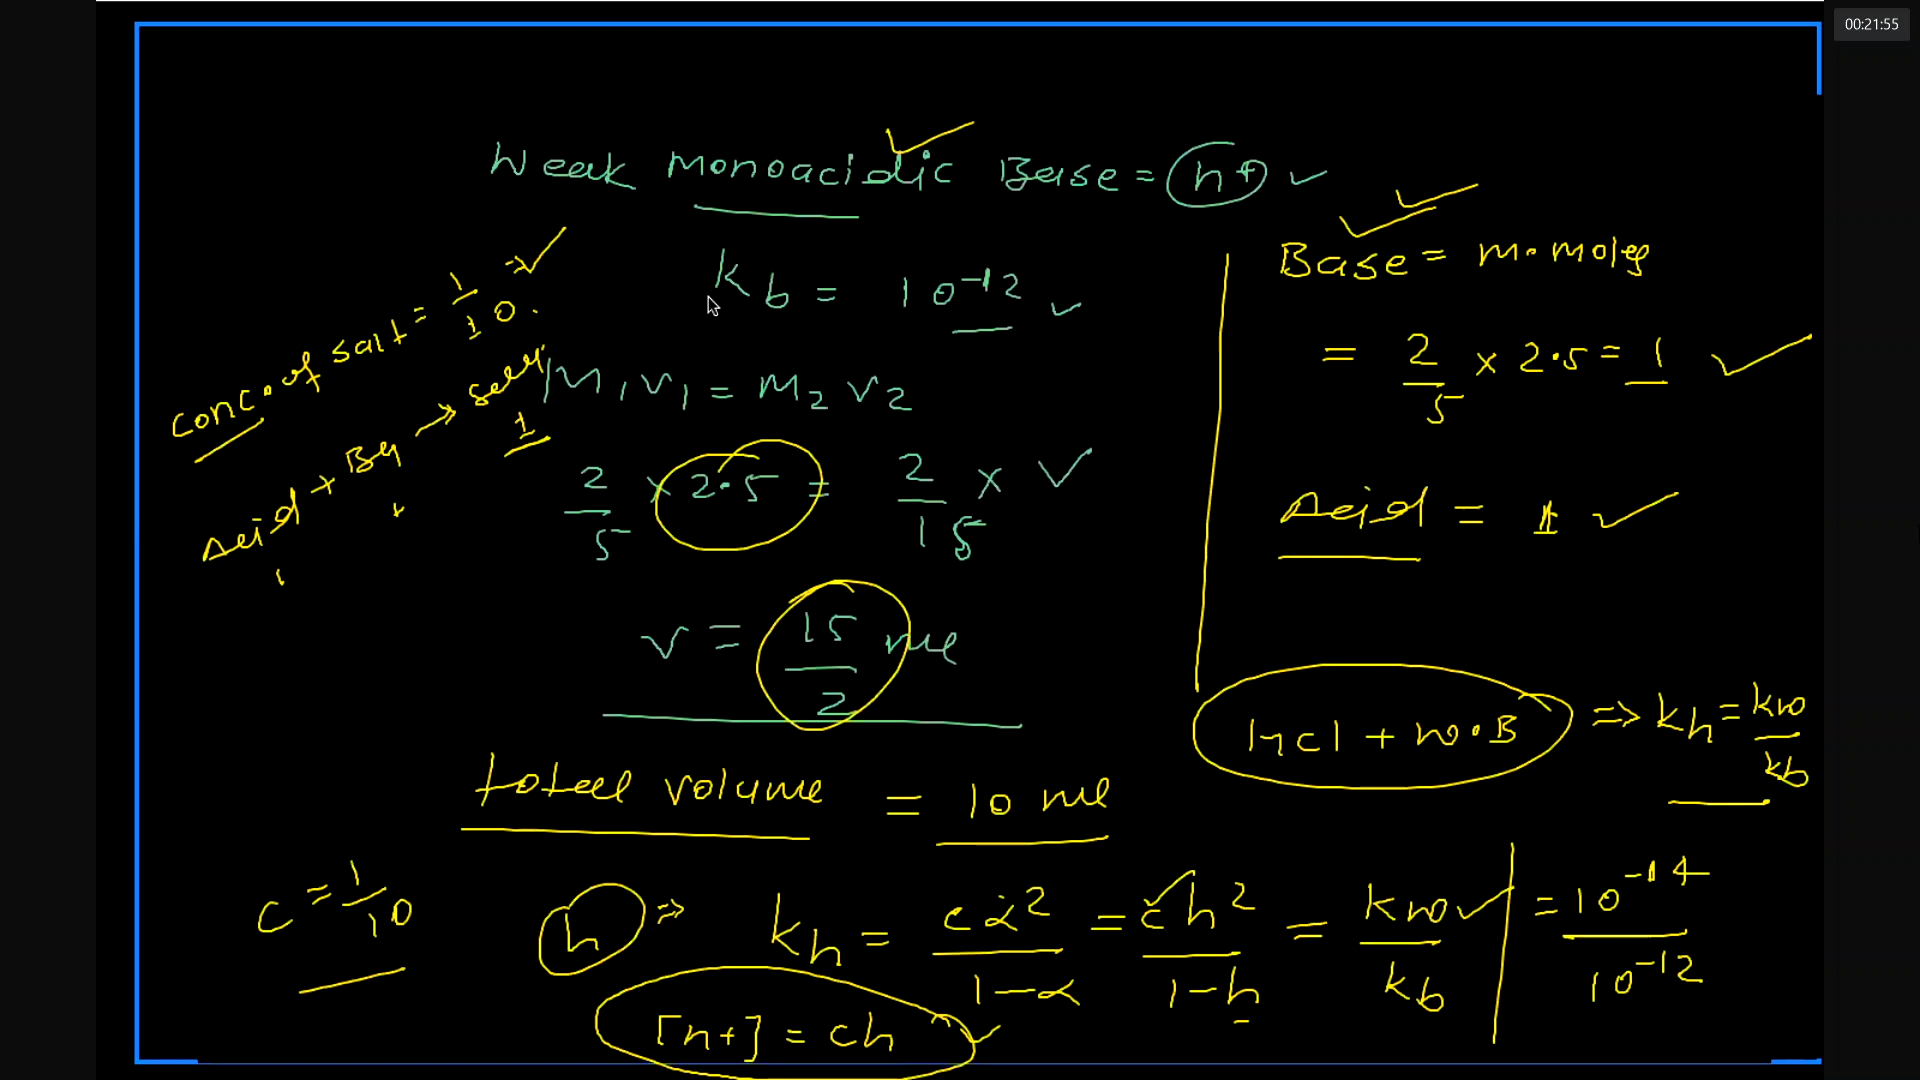 00:21:55
Weak Monoacidic Base = H+
Kb = 10^-12
M1V1 = M2V2
2/5 × 2.5 = 2/15 × V
V = 15/2 ml
total volume = 10 ml
Conc. of salt = 1/10.
Acid + →
1
Base = m.moles
= 2/5 × 2.5 = 1
Acid = 1
HCl + W.B ⇒ Kh = Kw/Kb
C = 1/10
h ⇒ Kh = cα²/1-α = ch²/1-h = Kw/Kb = 10^-14/10^-12
[H+] = ch